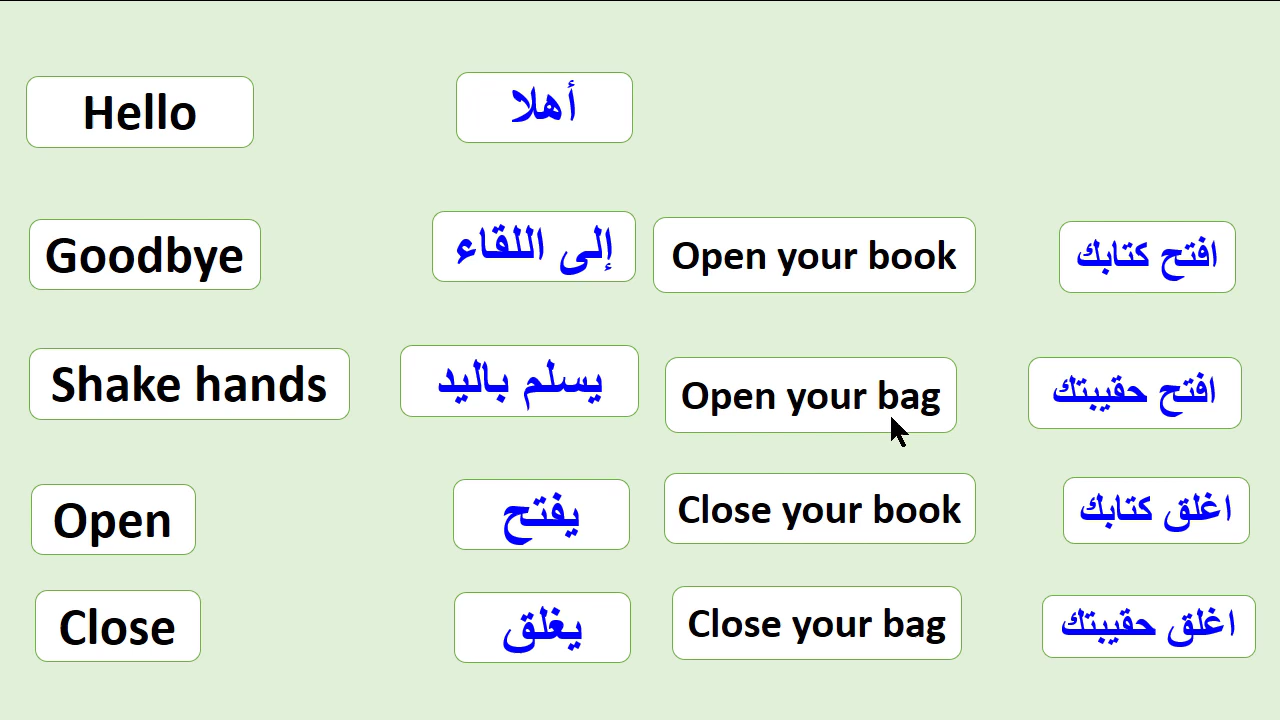 Hello
أهلا
Goodbye
إلى اللقاء
Open your book
افتح كتابك
Shake hands
يسلم باليد
Open your bag
افتح حقيبتك
Open
يفتح
Close your book
اغلق كتابك
Close
يغلق
Close your bag
اغلق حقيبتك